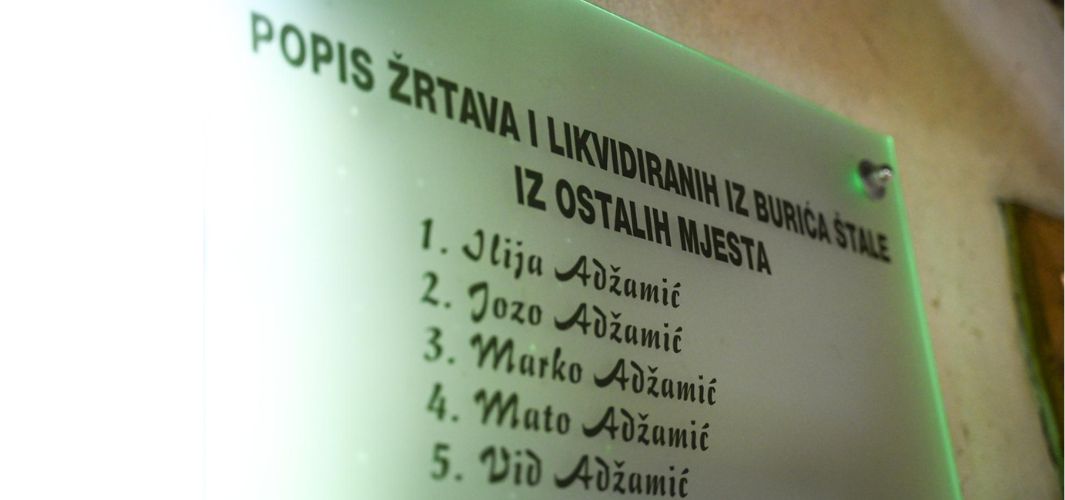 POPIS ŽRTAVA I LIKVIDIRANIH IZ BURIĆA ŠTALE
IZ OSTALIH MJESTA
1. Ilija Adžamić
2. Jozo Adžamić
3. Marko Adžamić
4. Mato Adžamić
5. Vid Adžamić